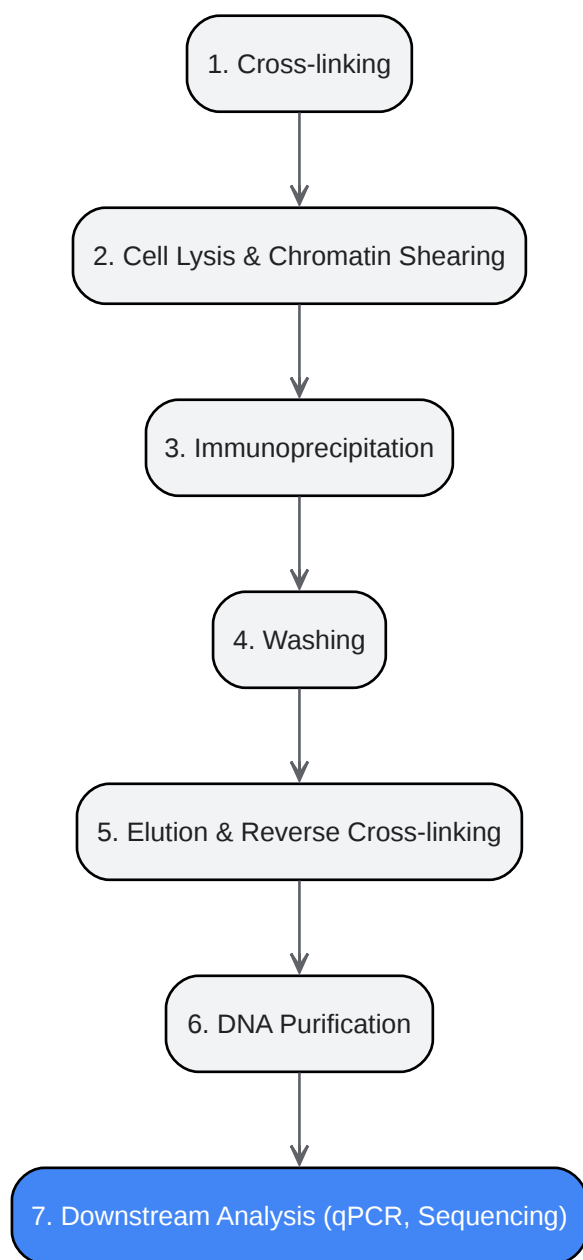 1. Cross-linking
2. Cell Lysis & Chromatin Shearing
3. Immunoprecipitation
4. Washing
5. Elution & Reverse Cross-linking
6. DNA Purification
7. Downstream Analysis (qPCR, Sequencing)